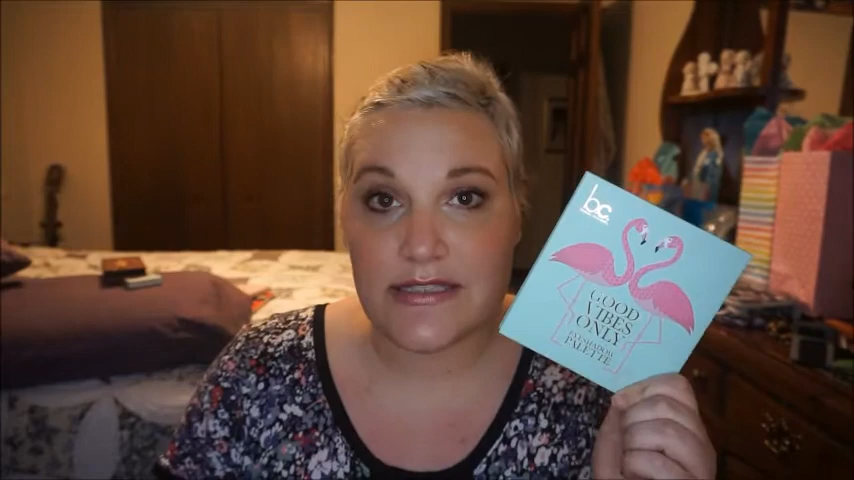 bc
GOOD
VIBES
ONLY
EYESHADOW
PALETTE